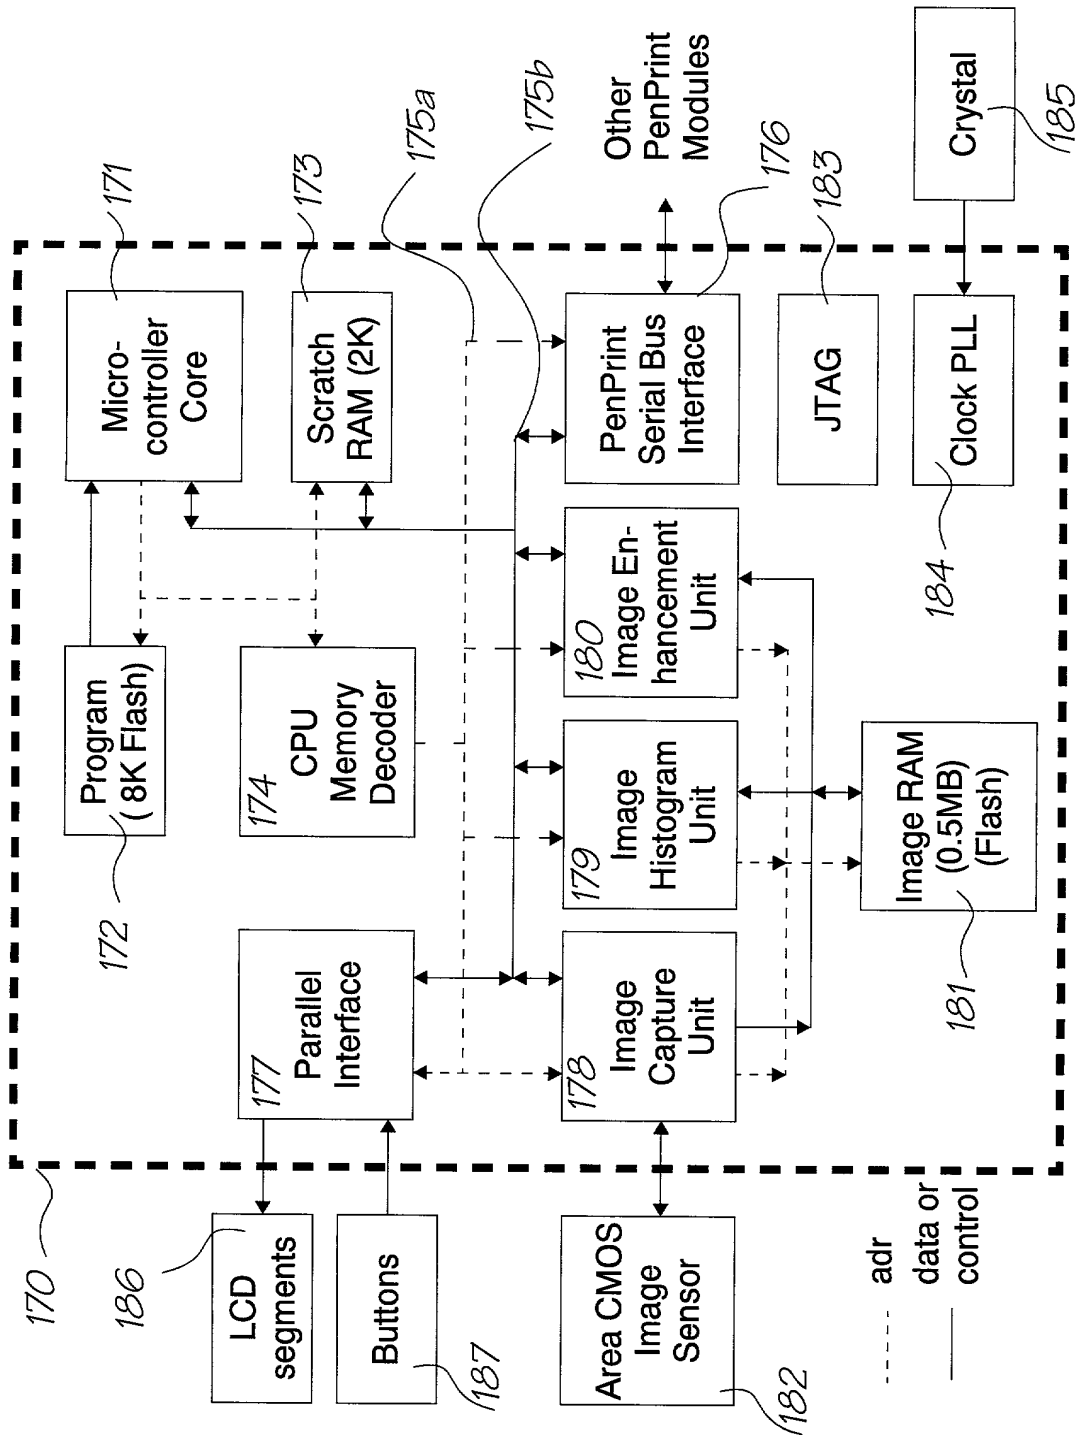 170
186
LCD
segments
Buttons
187
Area CMOS
Image
Sensor
182
adr
data or
control
177
Parallel
Interface
178
Image
Capture
Unit
172
Program
(8K Flash)
174
CPU
Memory
Decoder
179
Image
Histogram
Unit
180
Image En-
hancement
Unit
181
Image RAM
(0.5MB)
(Flash)
171
Micro-
controller
Core
173
Scratch
RAM (2K)
175a
175b
PenPrint
Serial Bus
Interface
176
Other
PenPrint
Modules
JTAG
183
184
Clock PLL
Crystal
185